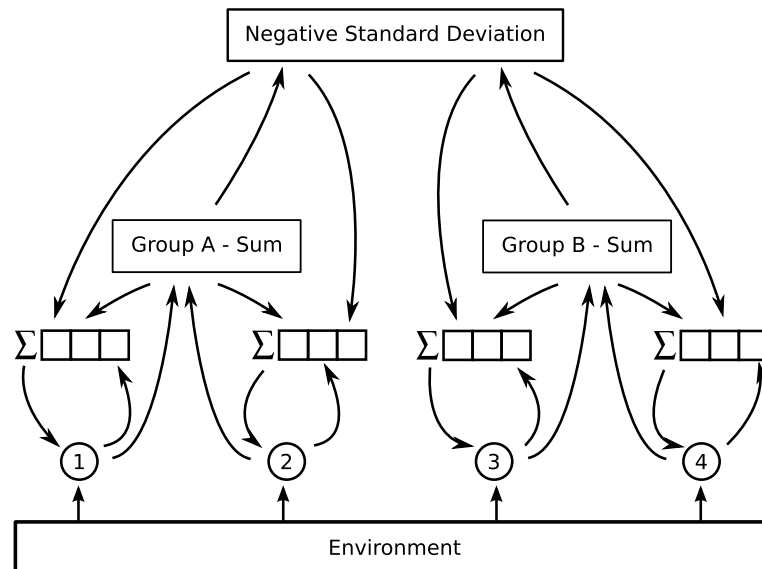 Negative Standard Deviation
Group A - Sum
Group B - Sum
Σ
Σ
Σ
Σ
1
2
3
4
Environment